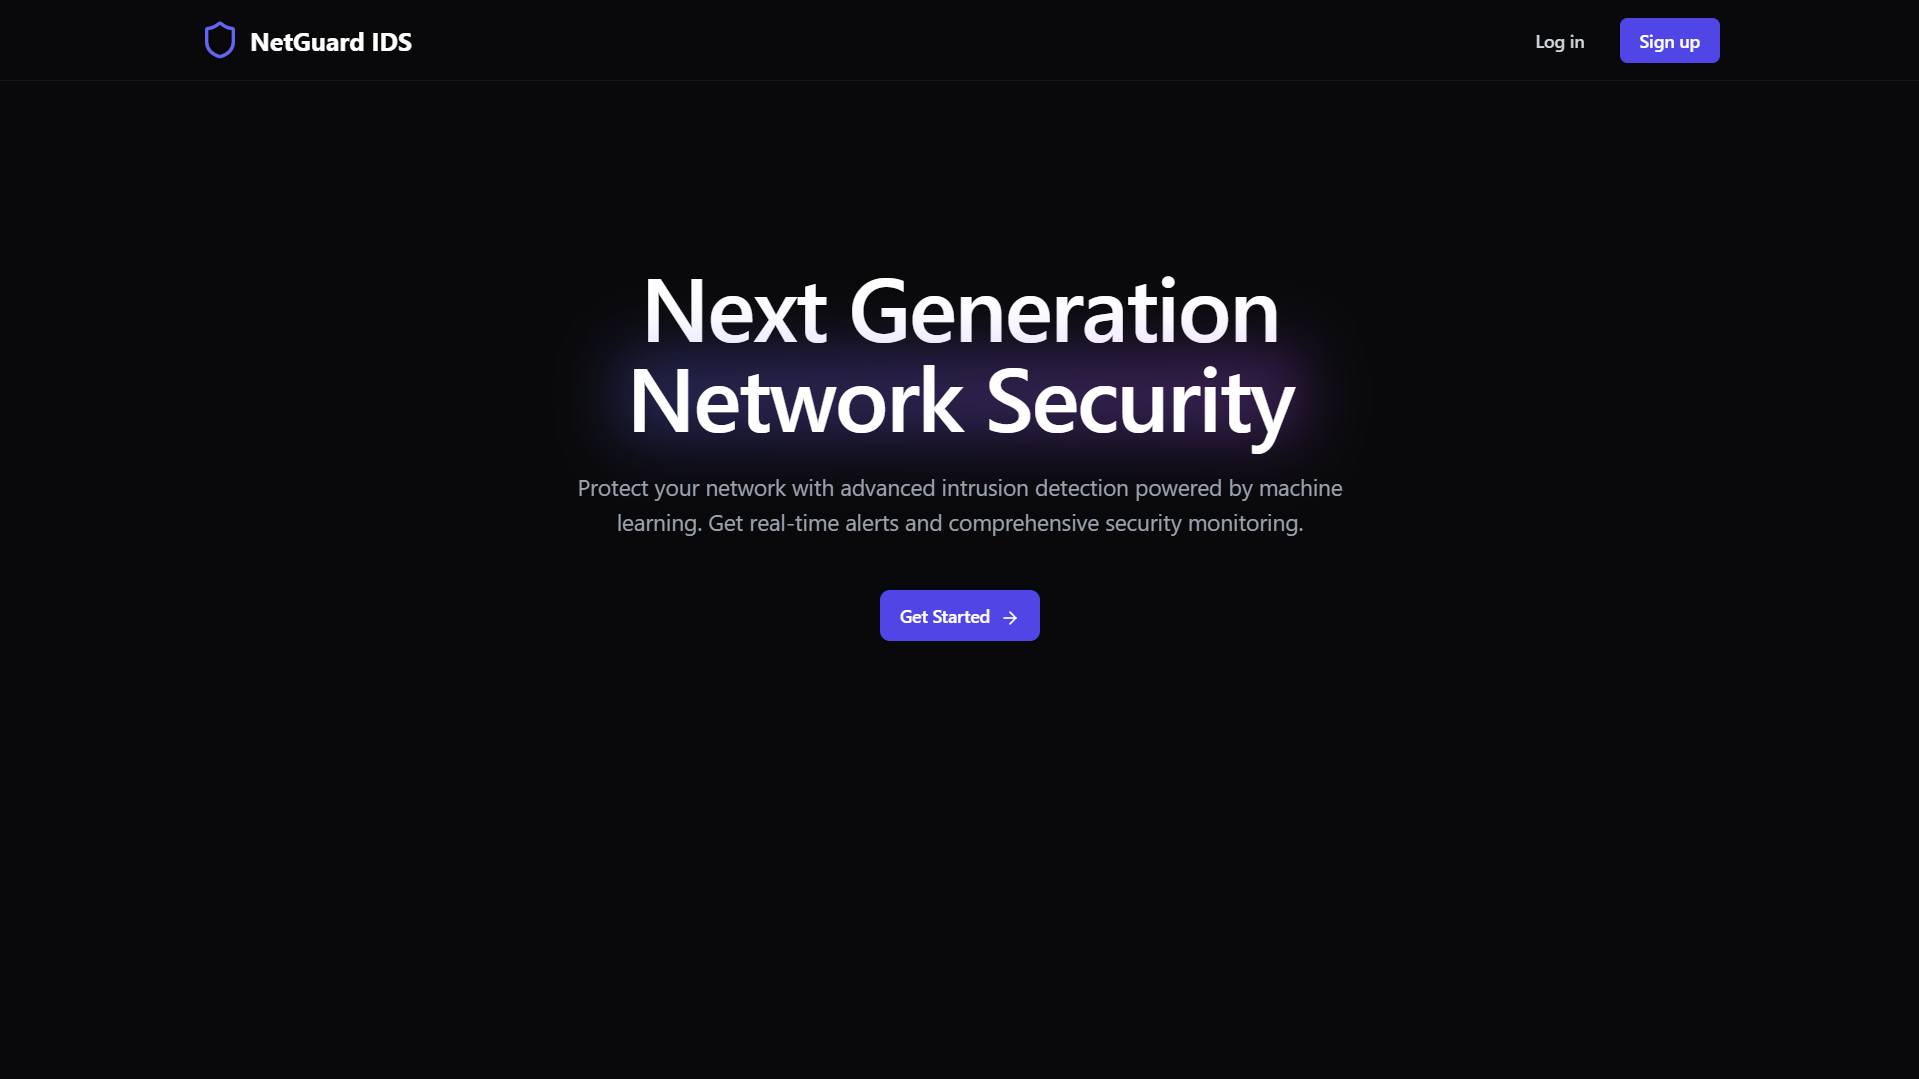 NetGuard IDS
Log in
Sign up
Next Generation
Network Security
Protect your network with advanced intrusion detection powered by machine
learning. Get real-time alerts and comprehensive security monitoring.
Get Started →